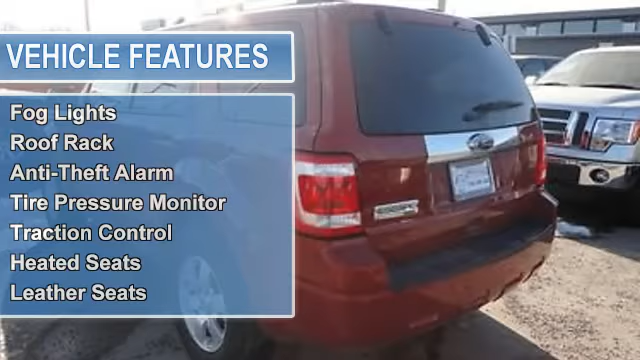 VEHICLE FEATURES
Fog Lights
Roof Rack
Anti-Theft Alarm
Tire Pressure Monitor
Traction Control
Heated Seats
Leather Seats